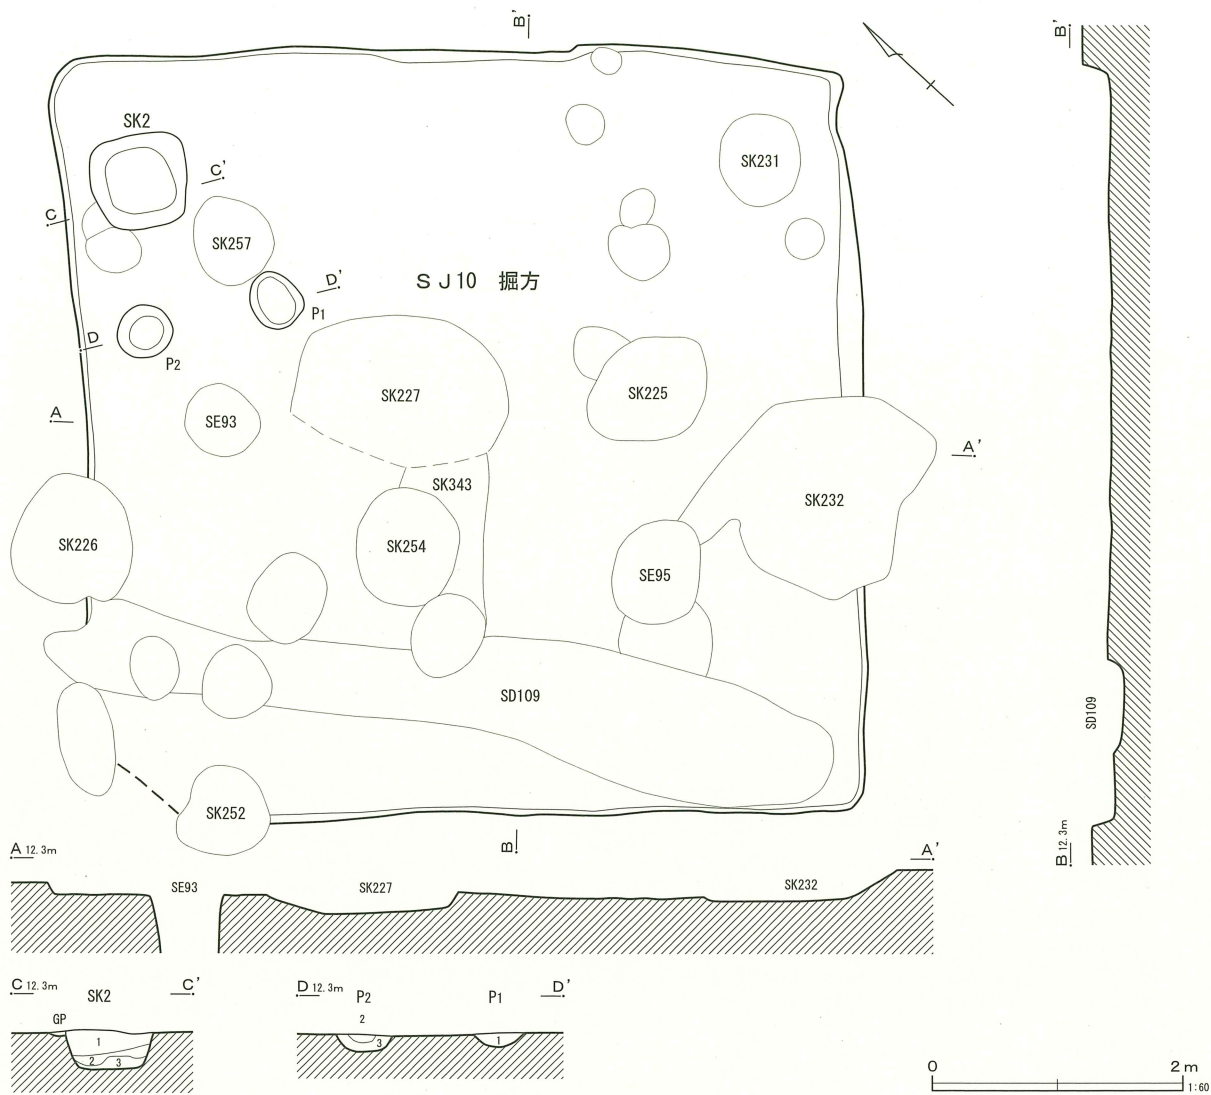 B'
B'
SK2
C'
SK231
C
SK257
D'
SJ10 掘方
P1
D
P2
SK227
SK225
A
SE93
A'
SK343
SK232
SK226
SK254
SE95
SD109
SD109
SK252
B
B 12.3m
A 12.3m
A'
SE93
SK227
SK232
C 12.3m
C'
SK2
GP
1
2
3
D 12.3m
D'
P2
P1
2
3
1
0
2m
1:60